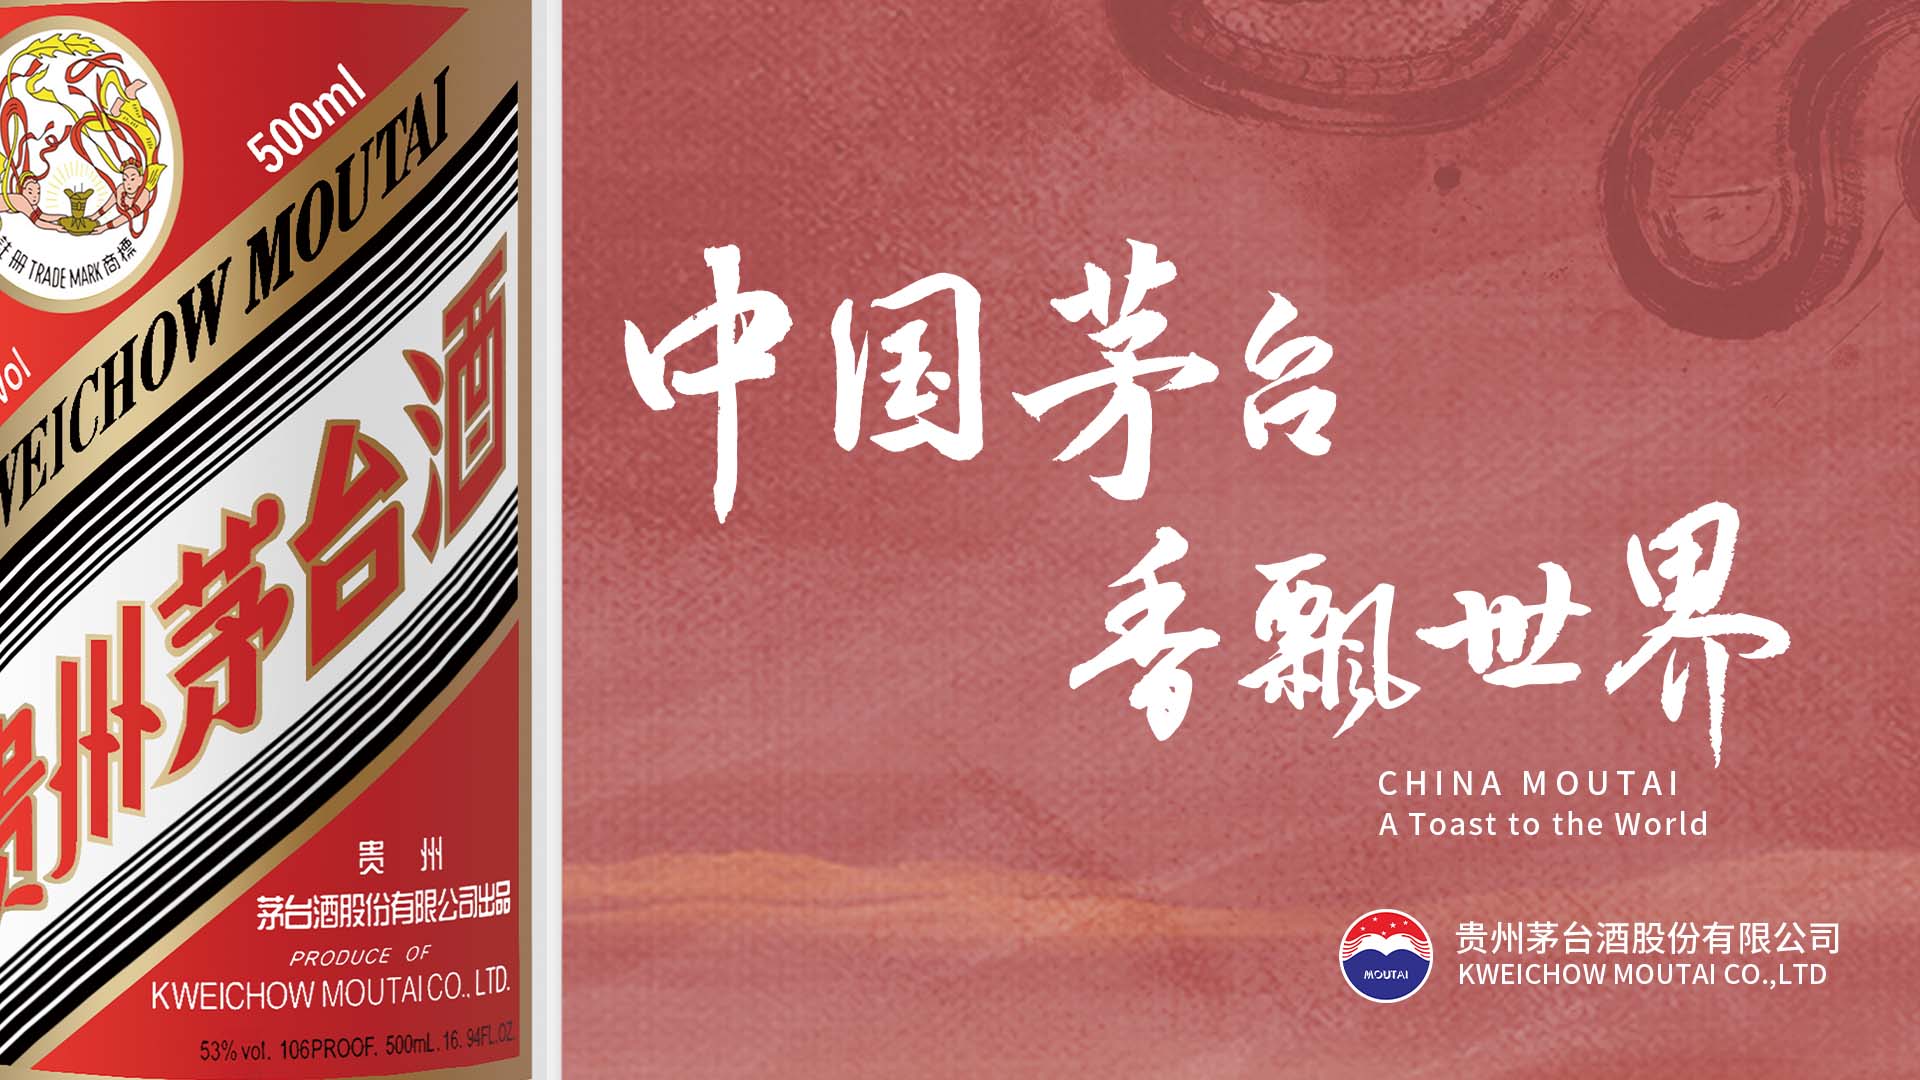 註册 TRADE MARK 商標
500ml
KWEICHOW MOUTAI
Vol
贵州茅台酒
贵 州
茅台酒股份有限公司出品
PRODUCE OF
KWEICHOW MOUTAI CO., LTD.
53% vol. 106PROOF. 500mL. 16. 94FL.OZ.
中国茅台
香飘世界
CHINA MOUTAI
A Toast to the World
MOUTAI
贵州茅台酒股份有限公司
KWEICHOW MOUTAI CO.,LTD